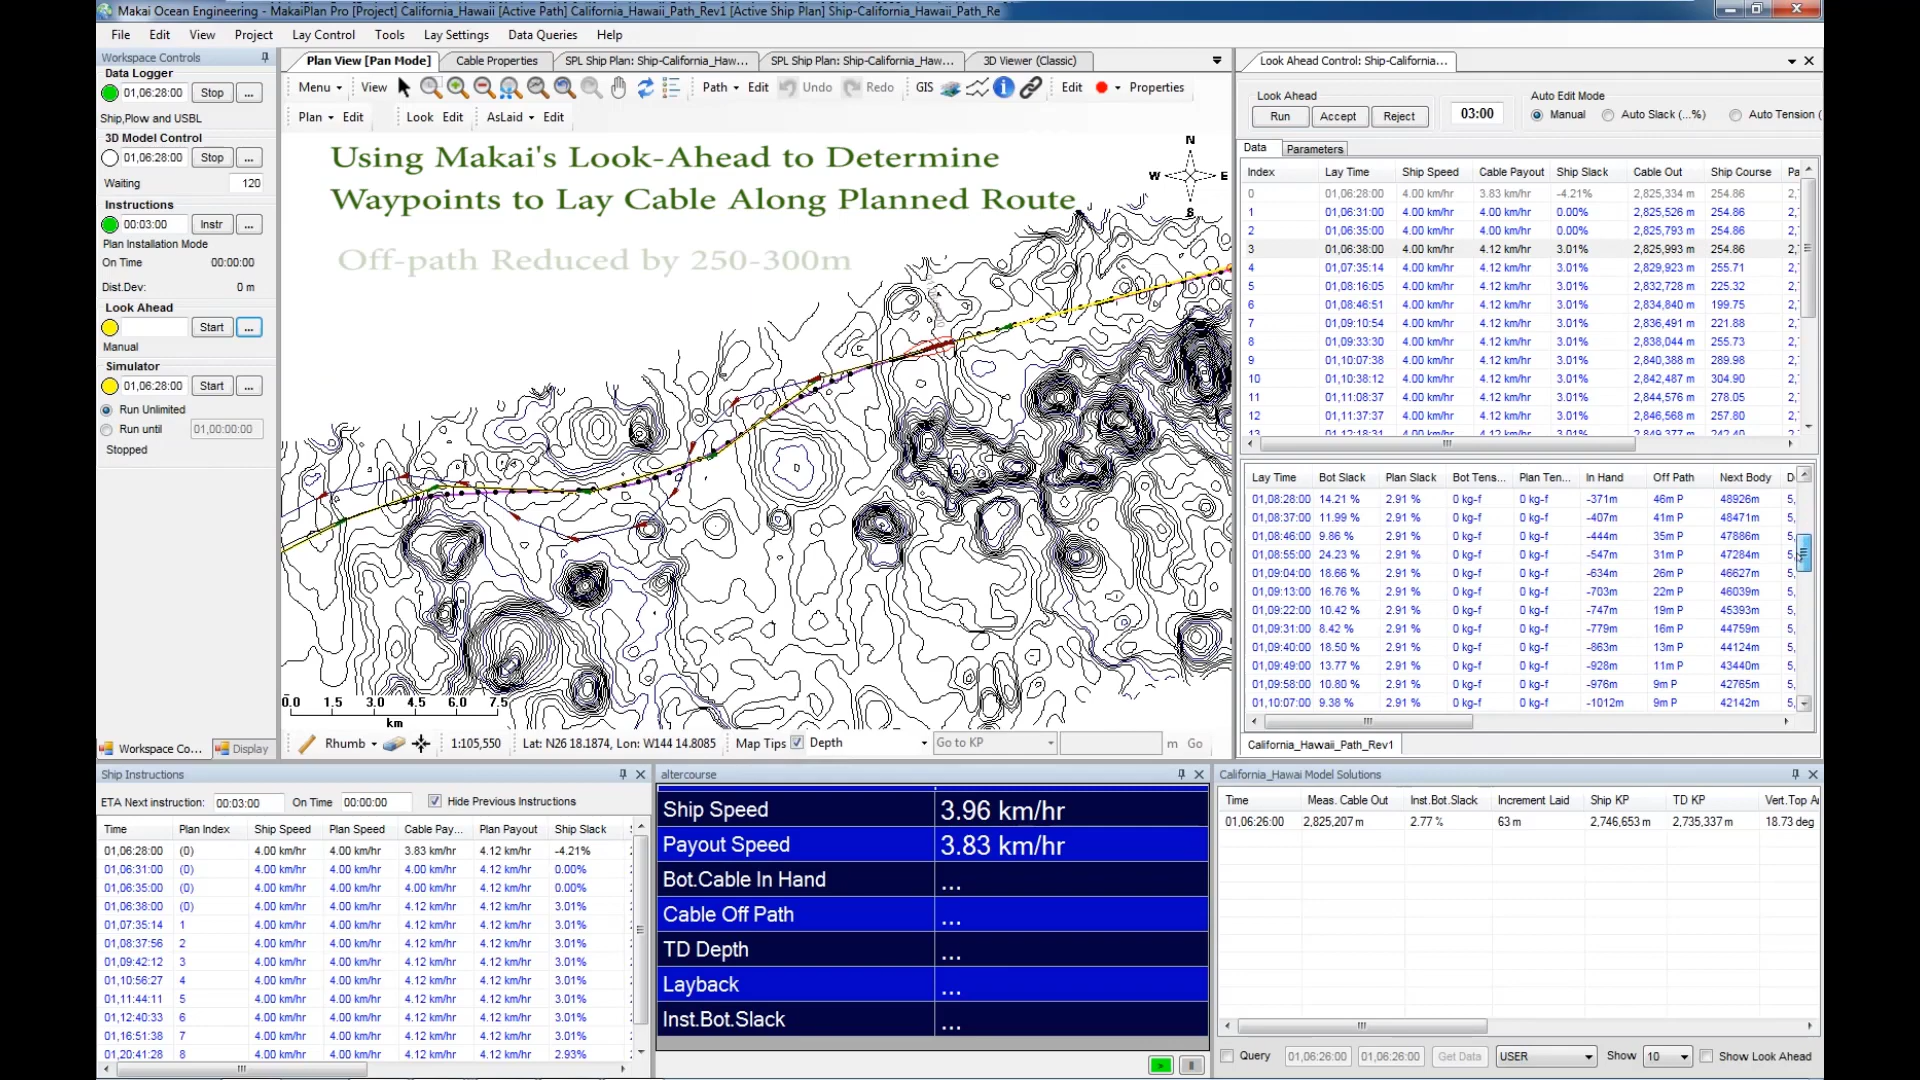 Makai Ocean Engineering - MakaiPlan Pro [Project] California_Hawaii [Active Path] California_Hawaii_Path_Rev1 [Active Ship Plan] Ship-California_Hawaii_Path_Re
File Edit View Project Lay Control Tools Lay Settings Data Queries Help
Workspace Controls
Data Logger
01,06:28:00 Stop ...
Ship,Plow and USBL
3D Model Control
01,06:28:00 Stop ...
Waiting 120
Instructions
00:03:00 Instr ...
Plan Installation Mode
On Time 00:00:00
Dist.Dev: 0 m
Look Ahead
Start ...
Manual
Simulator
01,06:28:00 Start ...
Run Unlimited
Run until 01,00:00:00
Stopped
Workspace Co... Display
Plan View [Pan Mode] Cable Properties SPL Ship Plan: Ship-California_Haw... SPL Ship Plan: Ship-California_Haw... 3D Viewer (Classic)
Menu View Path Edit Undo Redo GIS Edit Properties
Plan Edit Look Edit AsLaid Edit
Using Makai's Look-Ahead to Determine
Waypoints to Lay Cable Along Planned Route
Off-path Reduced by 250-300m
N
W E
S
0.0 1.5 3.0 4.5 6.0 7.5
km
Rhumb 1:105,550 Lat: N26 18.1874, Lon: W144 14.8085 Map Tips Depth Go to KP m Go
Look Ahead Control: Ship-California...
Look Ahead Auto Edit Mode
Run Accept Reject 03:00 Manual Auto Slack (...%) Auto Tension (
Data Parameters
Index Lay Time Ship Speed Cable Payout Ship Slack Cable Out Ship Course Pa
0 01,06:28:00 4.00 km/hr 3.83 km/hr -4.21% 2,825,334 m 254.86 2,
1 01,06:31:00 4.00 km/hr 4.00 km/hr 0.00% 2,825,526 m 254.86 2,
2 01,06:35:00 4.00 km/hr 4.00 km/hr 0.00% 2,825,793 m 254.86 2,
3 01,06:38:00 4.00 km/hr 4.12 km/hr 3.01% 2,825,993 m 254.86 2,
4 01,07:35:14 4.00 km/hr 4.12 km/hr 3.01% 2,829,923 m 255.71 2,
5 01,08:16:05 4.00 km/hr 4.12 km/hr 3.01% 2,832,728 m 225.32 2,
6 01,08:46:51 4.00 km/hr 4.12 km/hr 3.01% 2,834,840 m 199.75 2,
7 01,09:10:54 4.00 km/hr 4.12 km/hr 3.01% 2,836,491 m 221.88 2,
8 01,09:33:30 4.00 km/hr 4.12 km/hr 3.01% 2,838,044 m 255.73 2,
9 01,10:07:38 4.00 km/hr 4.12 km/hr 3.01% 2,840,388 m 289.98 2,
10 01,10:38:12 4.00 km/hr 4.12 km/hr 3.01% 2,842,487 m 304.90 2,
11 01,11:08:37 4.00 km/hr 4.12 km/hr 3.01% 2,844,576 m 278.05 2,
12 01,11:37:37 4.00 km/hr 4.12 km/hr 3.01% 2,846,568 m 257.80 2,
13 01,12:18:31 4.00 km/hr 4.12 km/hr 3.01% 2,849,377 m 242.40 2,
Lay Time Bot Slack Plan Slack Bot Tens... Plan Ten... In Hand Off Path Next Body D
01,08:28:00 14.21 % 2.91 % 0 kg-f 0 kg-f -371m 46m P 48926m 5,
01,08:37:00 11.99 % 2.91 % 0 kg-f 0 kg-f -407m 41m P 48471m 5,
01,08:46:00 9.86 % 2.91 % 0 kg-f 0 kg-f -444m 35m P 47886m 5,
01,08:55:00 24.23 % 2.91 % 0 kg-f 0 kg-f -547m 31m P 47284m 5,
01,09:04:00 18.66 % 2.91 % 0 kg-f 0 kg-f -634m 26m P 46627m 5,
01,09:13:00 16.76 % 2.91 % 0 kg-f 0 kg-f -703m 22m P 46039m 5,
01,09:22:00 10.42 % 2.91 % 0 kg-f 0 kg-f -747m 19m P 45393m 5,
01,09:31:00 8.42 % 2.91 % 0 kg-f 0 kg-f -779m 16m P 44759m 5,
01,09:40:00 18.50 % 2.91 % 0 kg-f 0 kg-f -863m 13m P 44124m 5,
01,09:49:00 13.77 % 2.91 % 0 kg-f 0 kg-f -928m 11m P 43440m 5,
01,09:58:00 10.80 % 2.91 % 0 kg-f 0 kg-f -976m 9m P 42765m 5,
01,10:07:00 9.38 % 2.91 % 0 kg-f 0 kg-f -1012m 9m P 42142m 5,
California_Hawaii_Path_Rev1
Ship Instructions
ETA Next instruction: 00:03:00 On Time 00:00:00 Hide Previous Instructions
Time Plan Index Ship Speed Plan Speed Cable Pay... Plan Payout Ship Slack
01,06:28:00 (0) 4.00 km/hr 4.00 km/hr 3.83 km/hr 4.12 km/hr -4.21%
01,06:31:00 (0) 4.00 km/hr 4.00 km/hr 4.00 km/hr 4.12 km/hr 0.00%
01,06:35:00 (0) 4.00 km/hr 4.00 km/hr 4.00 km/hr 4.12 km/hr 0.00%
01,06:38:00 (0) 4.00 km/hr 4.00 km/hr 4.12 km/hr 4.12 km/hr 3.01%
01,07:35:14 1 4.00 km/hr 4.00 km/hr 4.12 km/hr 4.12 km/hr 3.01%
01,08:37:56 2 4.00 km/hr 4.00 km/hr 4.12 km/hr 4.12 km/hr 3.01%
01,09:42:12 3 4.00 km/hr 4.00 km/hr 4.12 km/hr 4.12 km/hr 3.01%
01,10:56:27 4 4.00 km/hr 4.00 km/hr 4.12 km/hr 4.12 km/hr 3.01%
01,11:44:11 5 4.00 km/hr 4.00 km/hr 4.12 km/hr 4.12 km/hr 3.01%
01,12:40:33 6 4.00 km/hr 4.00 km/hr 4.12 km/hr 4.12 km/hr 3.01%
01,16:51:38 7 4.00 km/hr 4.00 km/hr 4.12 km/hr 4.12 km/hr 3.01%
01,20:41:28 8 4.00 km/hr 4.00 km/hr 4.12 km/hr 4.12 km/hr 2.93%
altercourse
Ship Speed 3.96 km/hr
Payout Speed 3.83 km/hr
Bot.Cable In Hand ...
Cable Off Path ...
TD Depth ...
Layback ...
Inst.Bot.Slack ...
California_Hawai Model Solutions
Time Meas. Cable Out Inst.Bot.Slack Increment Laid Ship KP TD KP Vert.Top A
01,06:26:00 2,825,207 m 2.77 % 63 m 2,746,653 m 2,735,337 m 18.73 deg
Query 01,06:26:00 01,06:26:00 Get Data USER Show 10 Show Look Ahead